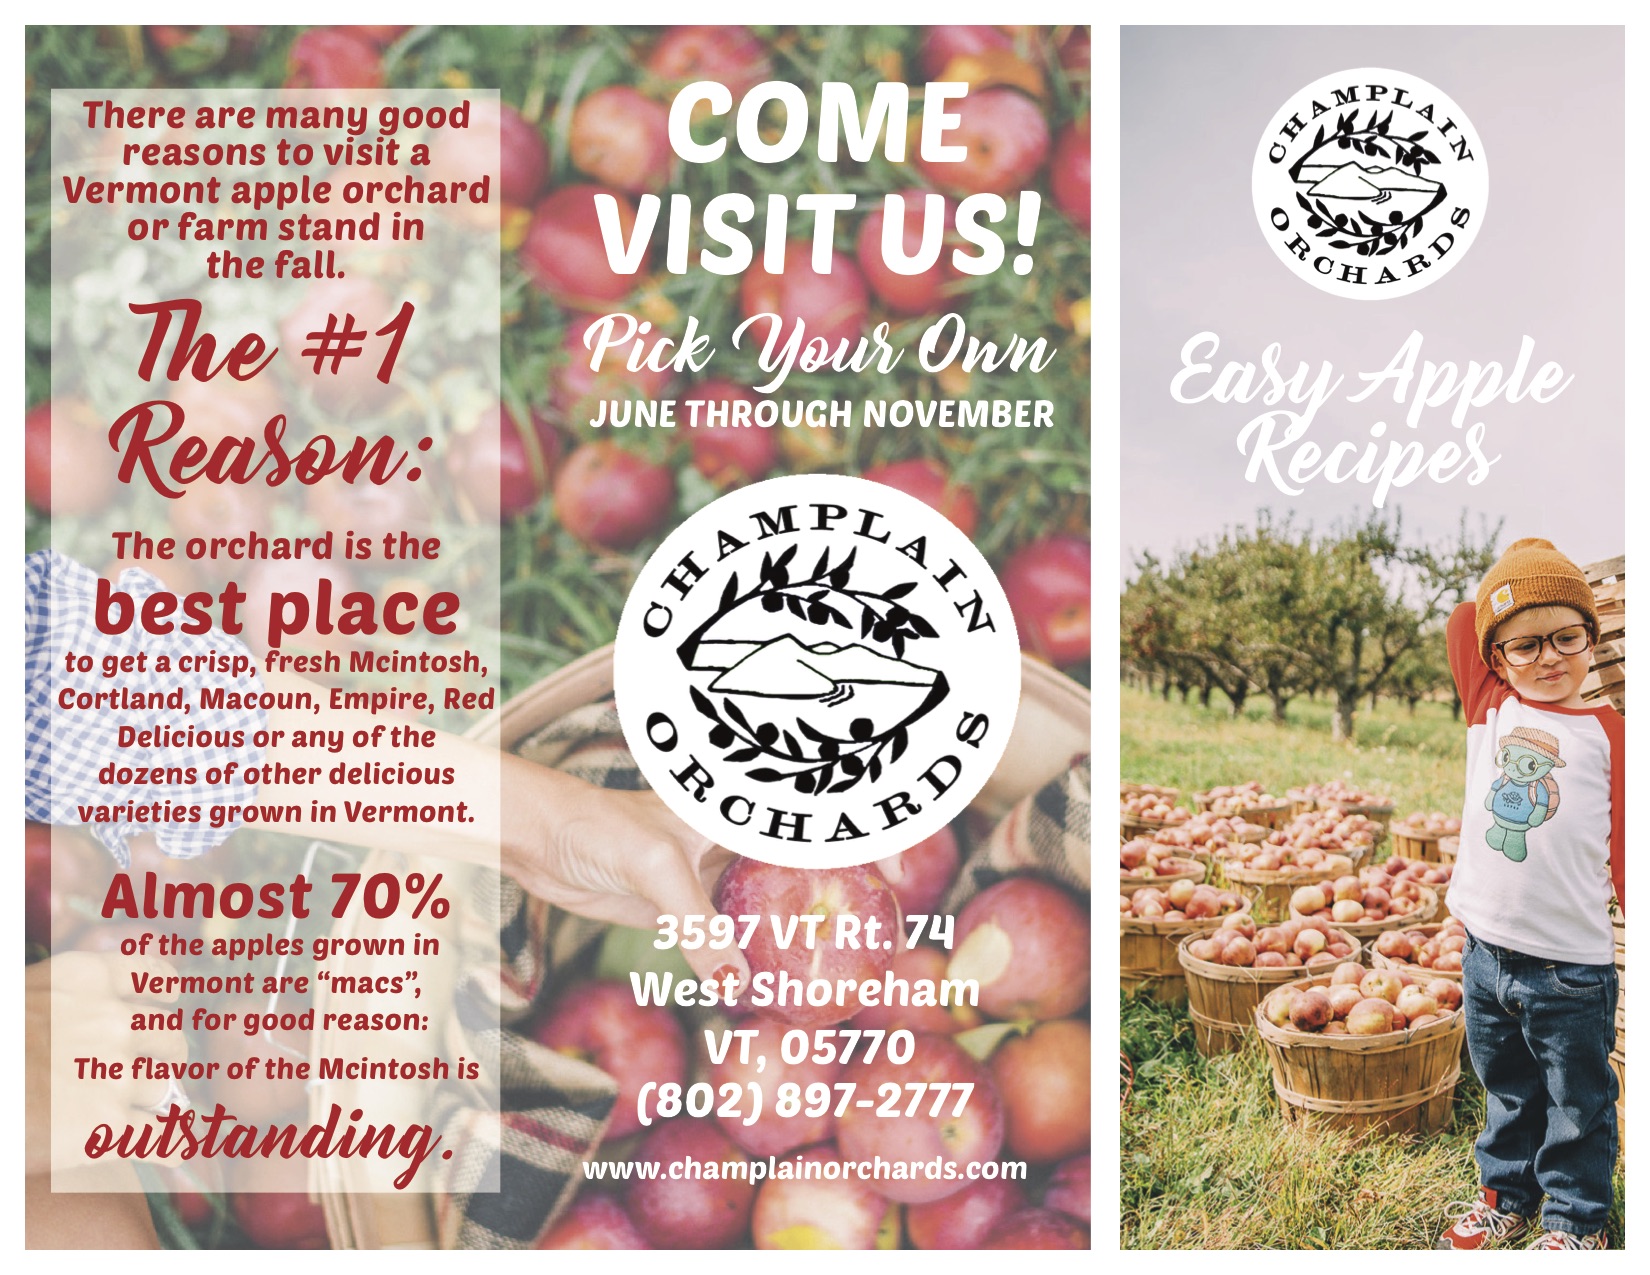 There are many good
reasons to visit a
Vermont apple orchard
or farm stand in
the fall.
The #1
Reason:
The orchard is the
best place
to get a crisp, fresh Mcintosh,
Cortland, Macoun, Empire, Red
Delicious or any of the
dozens of other delicious
varieties grown in Vermont.
Almost 70%
of the apples grown in
Vermont are “macs”,
and for good reason:
The flavor of the Mcintosh is
outstanding.
COME
VISIT US!
Pick Your Own
JUNE THROUGH NOVEMBER
CHAMPLAIN
ORCHARDS
3597 VT Rt. 74
West Shoreham
VT, 05770
(802) 897-2777
www.champlainorchards.com
CHAMPLAIN
ORCHARDS
Easy Apple
Recipes